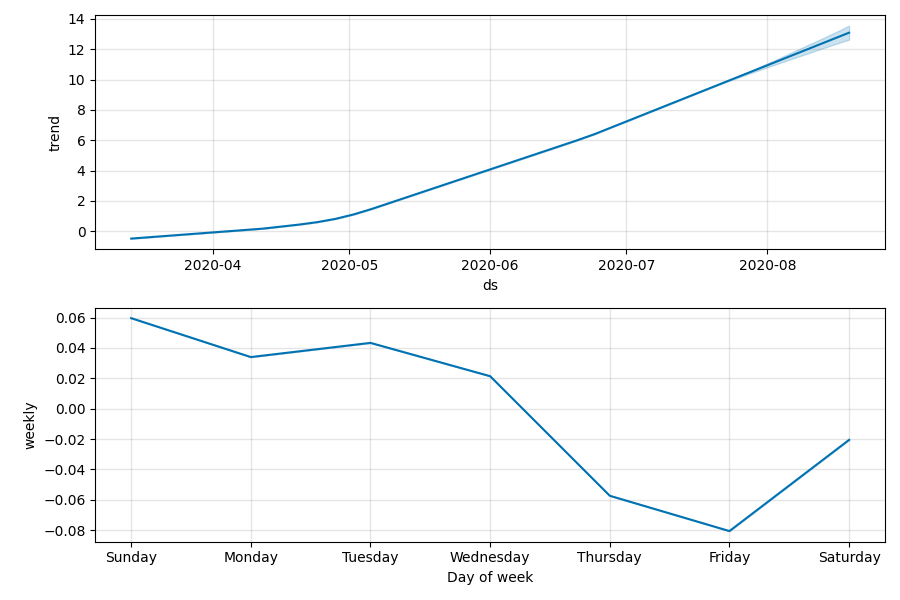 14
12
10
8
6
4
2
0
trend
2020-04 2020-05 2020-06 2020-07 2020-08
ds
0.06
0.04
0.02
0.00
−0.02
−0.04
−0.06
−0.08
weekly
Sunday Monday Tuesday Wednesday Thursday Friday Saturday
Day of week